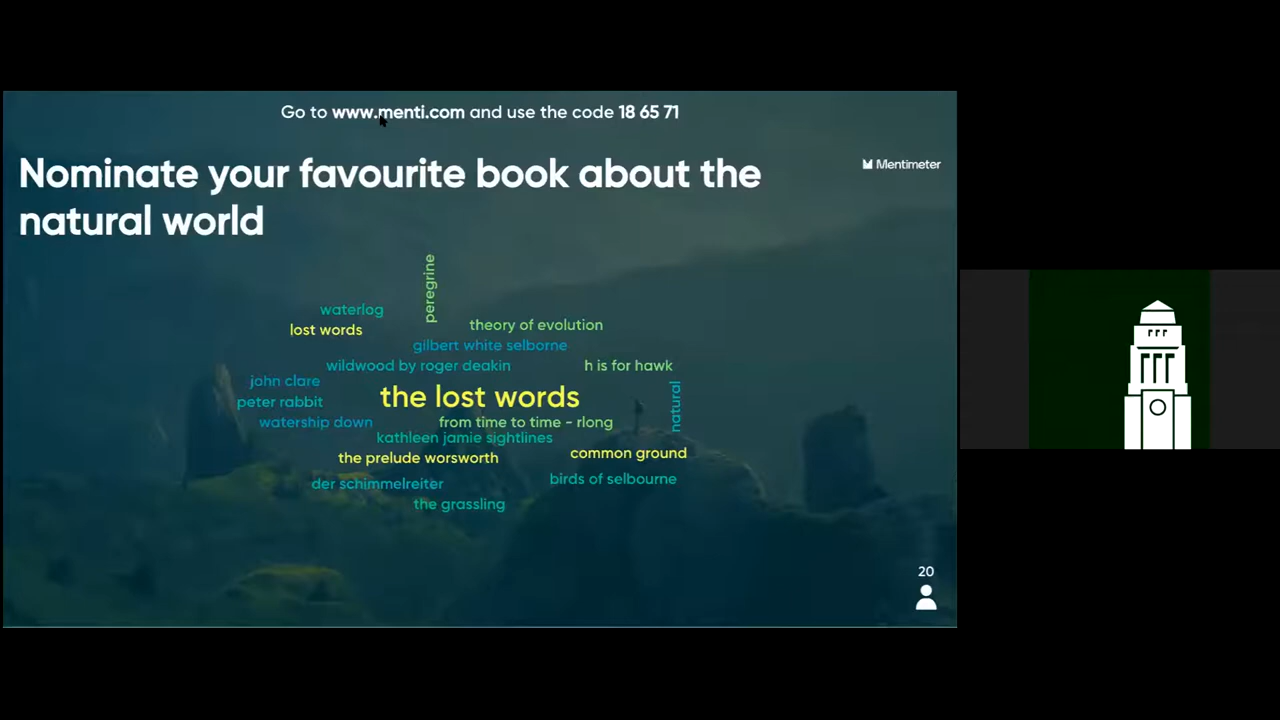 Go to www.menti.com and use the code 18 65 71
Nominate your favourite book about the
natural world
Mentimeter
peregrine
waterlog
lost words
theory of evolution
gilbert white selborne
wildwood by roger deakin
h is for hawk
john clare
the lost words
natural
peter rabbit
watership down
from time to time - rlong
kathleen jamie sightlines
the prelude worsworth
common ground
der schimmelreiter
birds of selbourne
the grassling
20